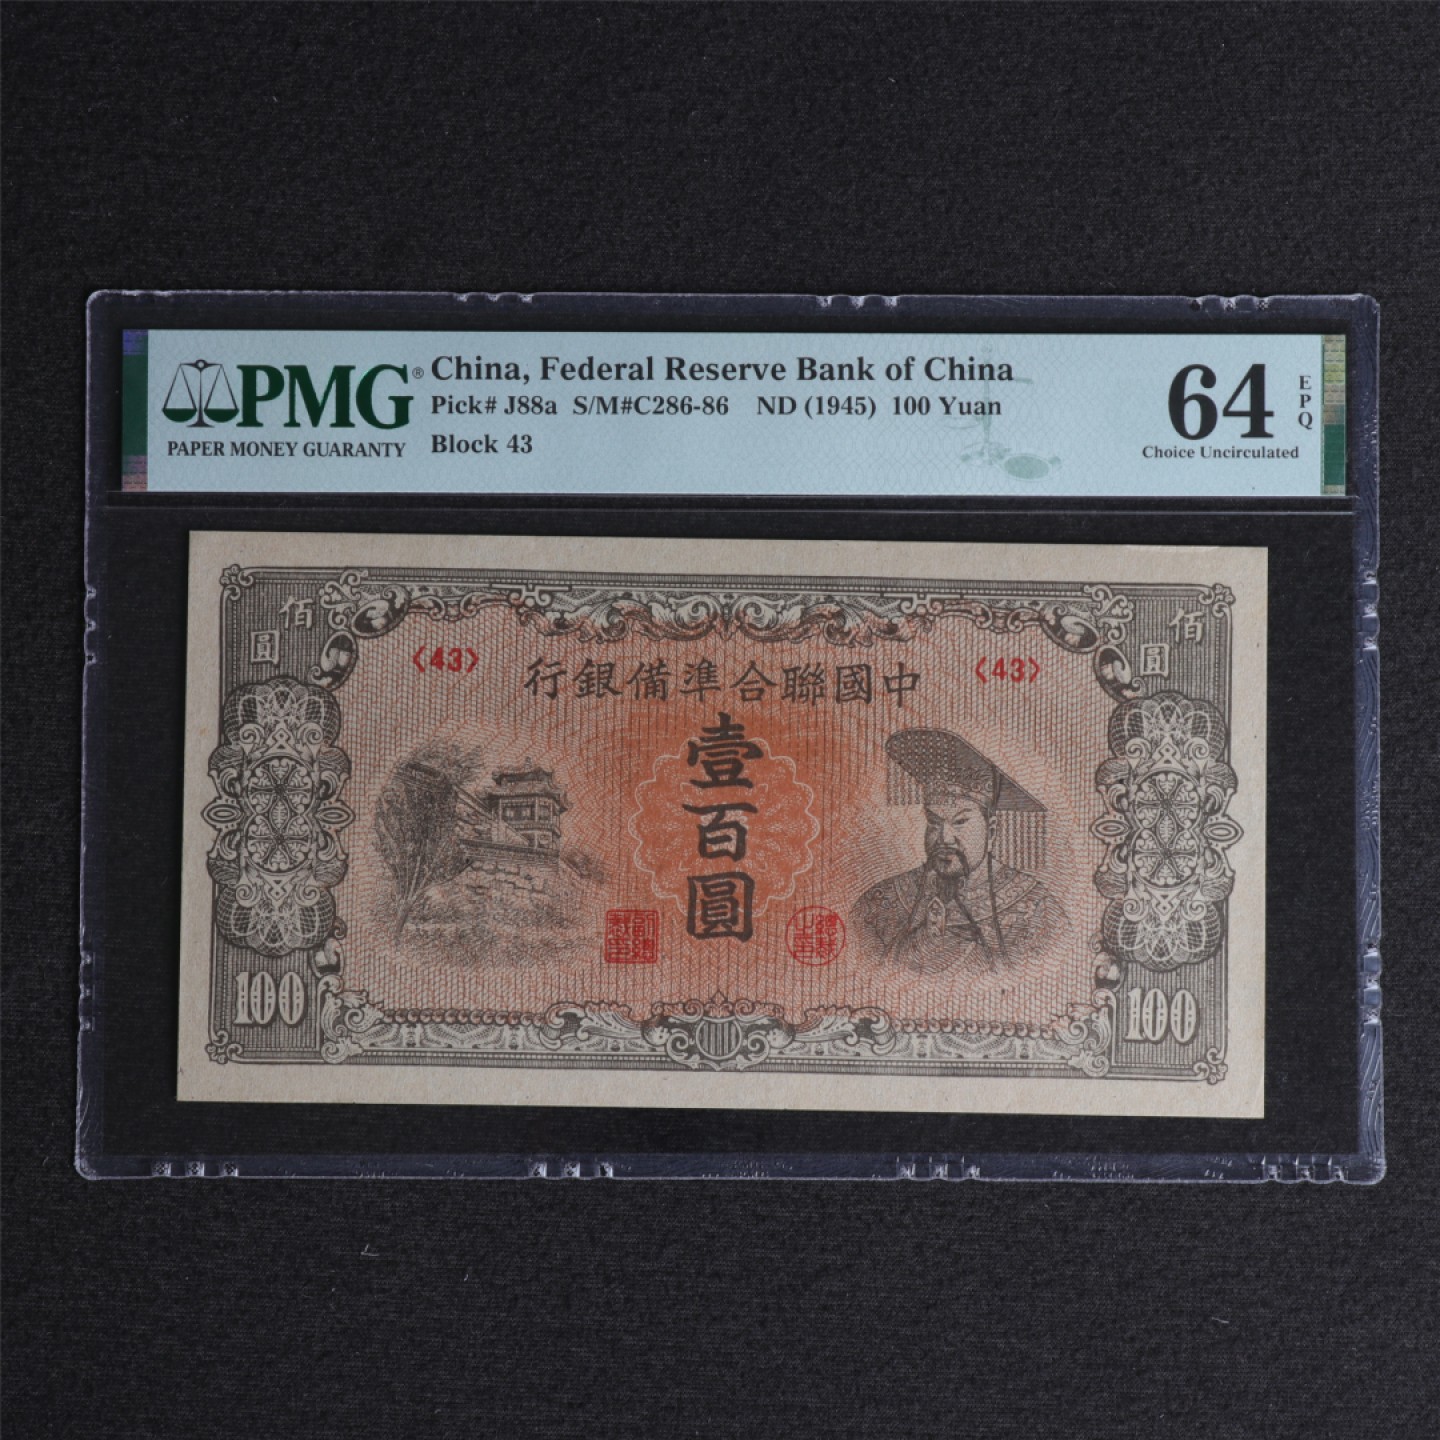 PMG®
PAPER MONEY GUARANTY
China, Federal Reserve Bank of China
Pick# J88a S/M#C286-86 ND (1945) 100 Yuan
Block 43
64
EPQ
Choice Uncirculated
佰圓
佰圓
〈43〉
行銀備準合聯國中
〈43〉
壹百圓
100
100